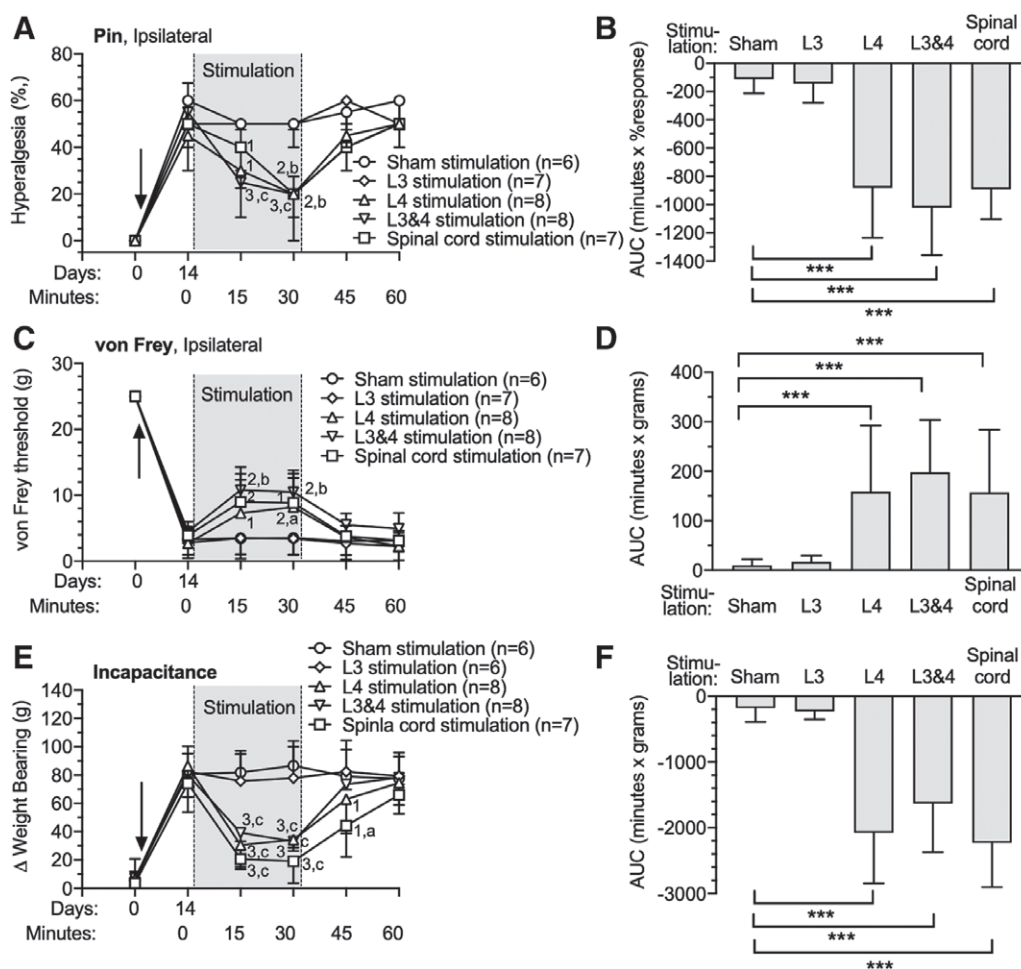 A
Pin, Ipsilateral
Hyperalgesia (%,
80
60
40
20
0
Stimulation
1
1
2,b
3,c
3,c
2,b
Sham stimulation (n=6)
L3 stimulation (n=7)
L4 stimulation (n=8)
L3&4 stimulation (n=8)
Spinal cord stimulation (n=7)
Days: 0 14
Minutes: 0 15 30 45 60
B
Stimu-
lation: Sham L3 L4 L3&4 Spinal cord
AUC (minutes x %response)
0
-200
-400
-600
-800
-1000
-1200
-1400
***
***
***
C
von Frey, Ipsilateral
von Frey threshold (g)
30
20
10
0
Stimulation
2,b
2
1
1
2,b
2,a
Sham stimulation (n=6)
L3 stimulation (n=7)
L4 stimulation (n=8)
L3&4 stimulation (n=8)
Spinal cord stimulation (n=7)
Days: 0 14
Minutes: 0 15 30 45 60
D
***
***
***
AUC (minutes x grams)
400
300
200
100
0
Stimu-
lation: Sham L3 L4 L3&4 Spinal cord
E
Incapacitance
Δ Weight Bearing (g)
140
120
100
80
60
40
20
0
Stimulation
3,c
3,c
3,c
3,c
3,c
3,c
1
1,a
Sham stimulation (n=6)
L3 stimulation (n=6)
L4 stimulation (n=8)
L3&4 stimulation (n=8)
Spinla cord stimulation (n=7)
Days: 0 14
Minutes: 0 15 30 45 60
F
Stimu-
lation: Sham L3 L4 L3&4 Spinal cord
AUC (minutes x grams)
0
-1000
-2000
-3000
***
***
***